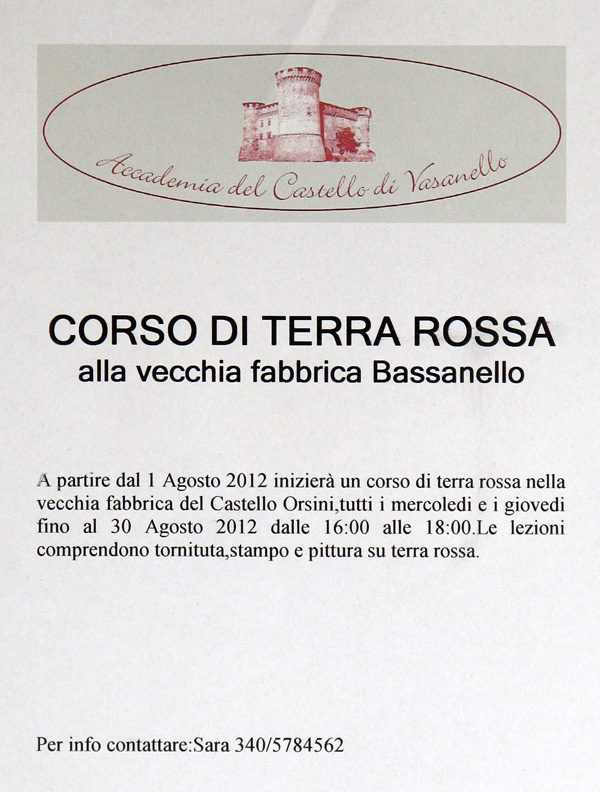 Accademia del Castello di Vasanello
CORSO DI TERRA ROSSA
alla vecchia fabbrica Bassanello
A partire dal 1 Agosto 2012 inizierà un corso di terra rossa nella
vecchia fabbrica del Castello Orsini,tutti i mercoledi e i giovedi
fino al 30 Agosto 2012 dalle 16:00 alle 18:00.Le lezioni
comprendono tornituta,stampo e pittura su terra rossa.
Per info contattare:Sara 340/5784562